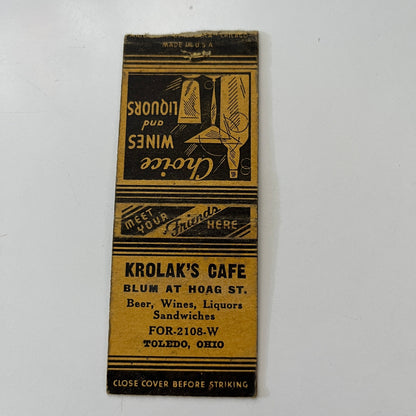 MADE IN U.S.A.
Choice
WINES
and
LIQUORS
MEET YOUR Friends HERE
KROLAK'S CAFE
BLUM AT HOAG ST.
Beer, Wines, Liquors
Sandwiches
FOR-2108-W
TOLEDO, OHIO
CLOSE COVER BEFORE STRIKING